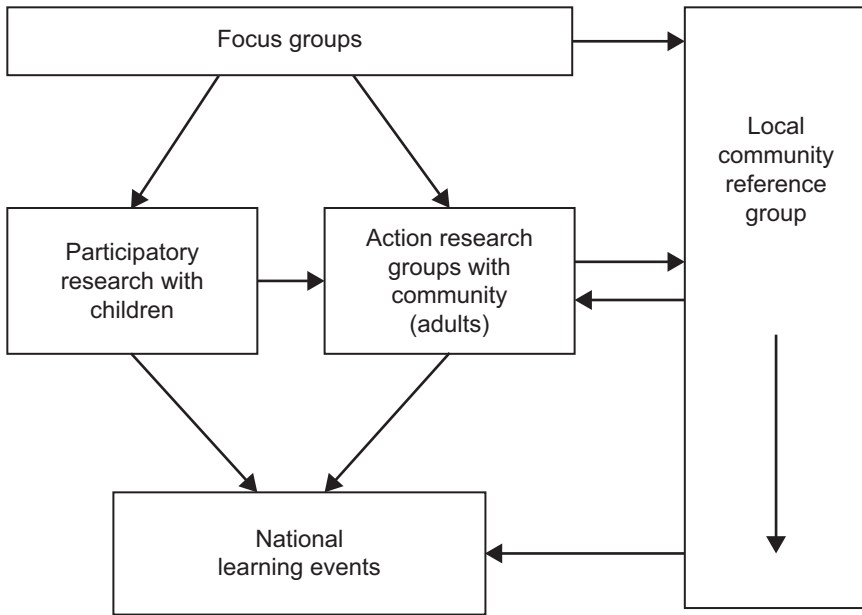 Focus groups
Local
community
reference
group
Participatory
research with
children
Action research
groups with
community
(adults)
National
learning events